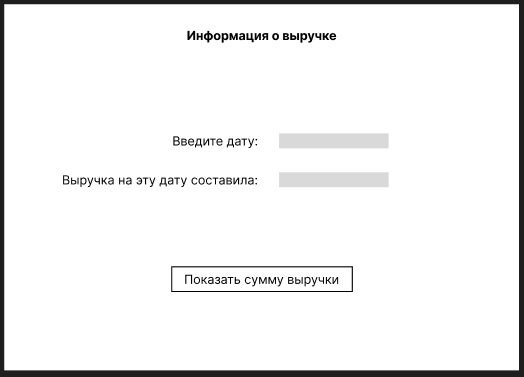 Информация о выручке
Введите дату:
Выручка на эту дату составила:
Показать сумму выручки